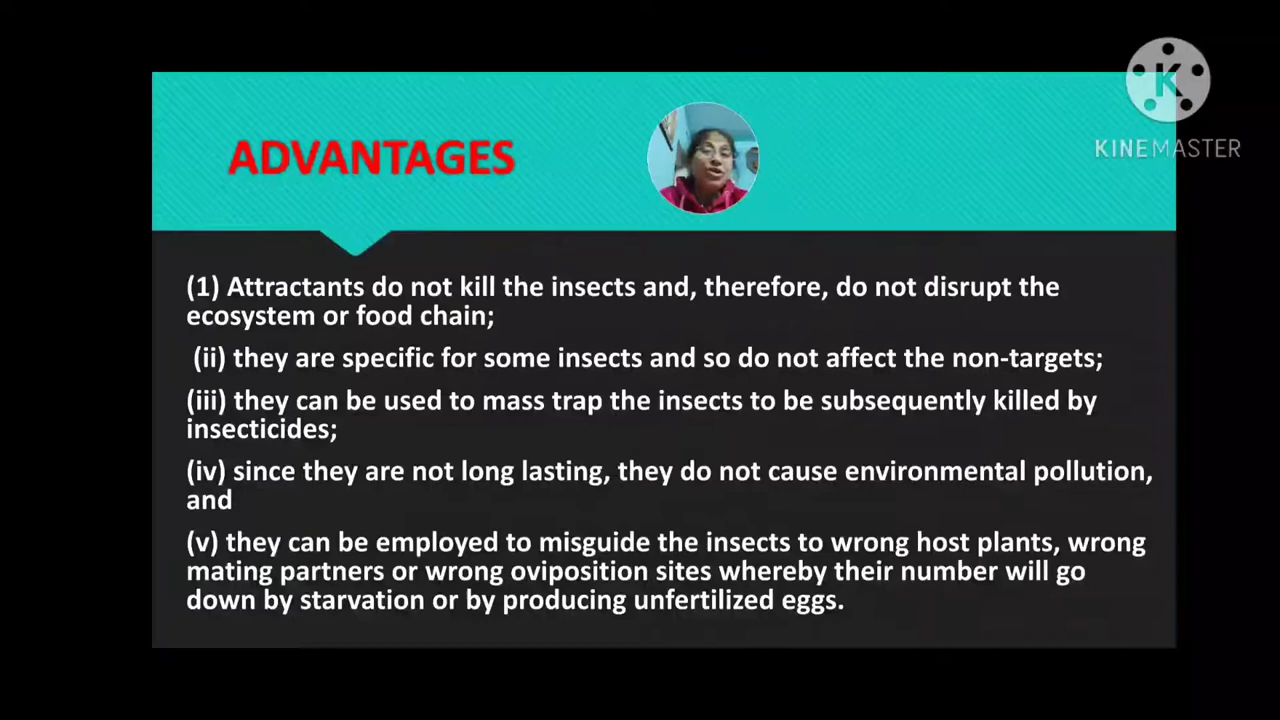 ADVANTAGES
K
KINEMASTER
(1) Attractants do not kill the insects and, therefore, do not disrupt the
ecosystem or food chain;
(ii) they are specific for some insects and so do not affect the non-targets;
(iii) they can be used to mass trap the insects to be subsequently killed by
insecticides;
(iv) since they are not long lasting, they do not cause environmental pollution,
and
(v) they can be employed to misguide the insects to wrong host plants, wrong
mating partners or wrong oviposition sites whereby their number will go
down by starvation or by producing unfertilized eggs.